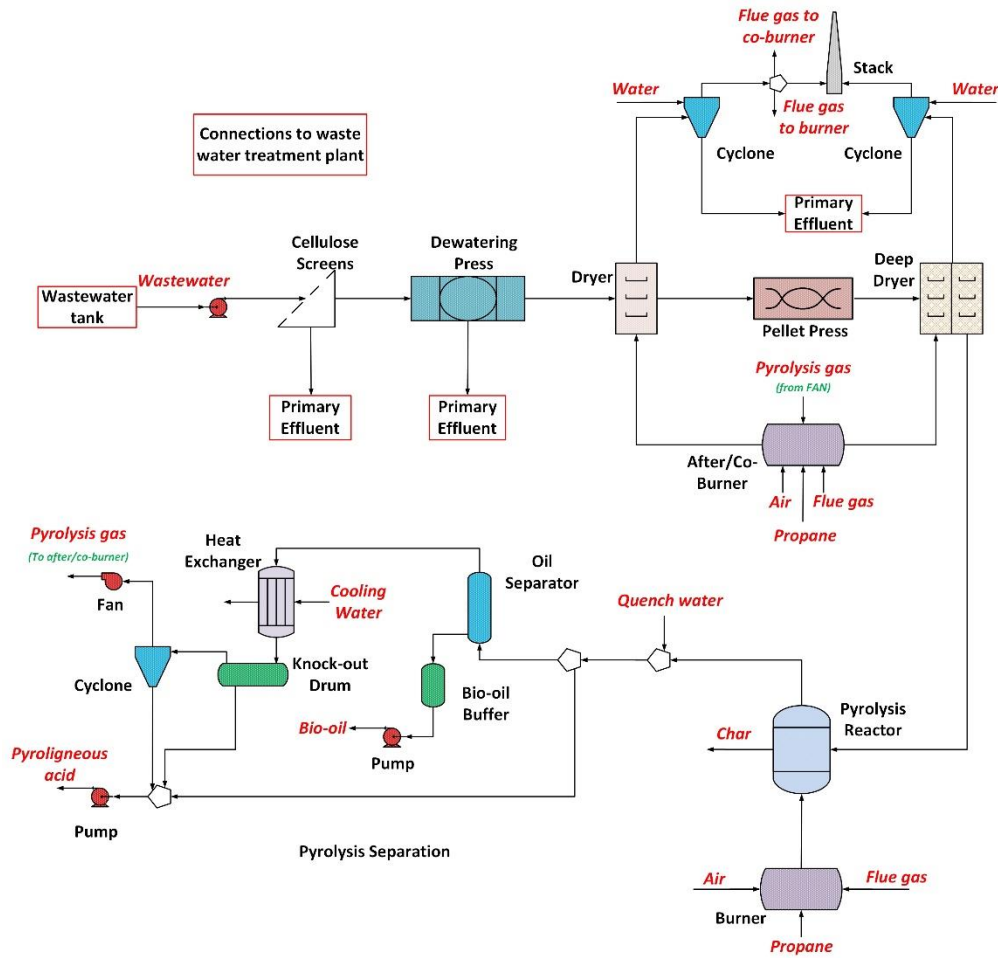 Flue gas to
co-burner
Stack
Water
Water
Flue gas
to burner
Cyclone
Cyclone
Connections to waste
water treatment plant
Primary
Effluent
Cellulose
Screens
Dewatering
Press
Dryer
Deep
Dryer
Wastewater
Wastewater
tank
Pellet Press
Pyrolysis gas
(from FAN)
Primary
Effluent
Primary
Effluent
After/Co-
Burner
Air
Flue gas
Propane
Pyrolysis gas
(To after/co-burner)
Heat
Exchanger
Oil
Separator
Fan
Cooling
Water
Quench water
Cyclone
Knock-out
Drum
Bio-oil
Buffer
Pyrolysis
Reactor
Bio-oil
Char
Pump
Pyroligneous
acid
Pump
Pyrolysis Separation
Air
Flue gas
Burner
Propane